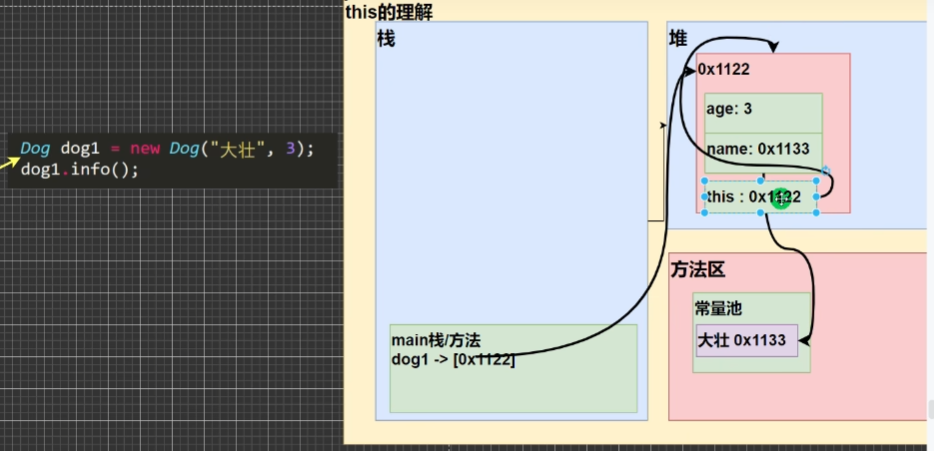 this的理解
Dog dog1 = new Dog("大壮", 3);
dog1.info();
栈
main栈/方法
dog1 -> [0x1122]
堆
0x1122
age: 3
name: 0x1133
this : 0x1122
方法区
常量池
大壮 0x1133